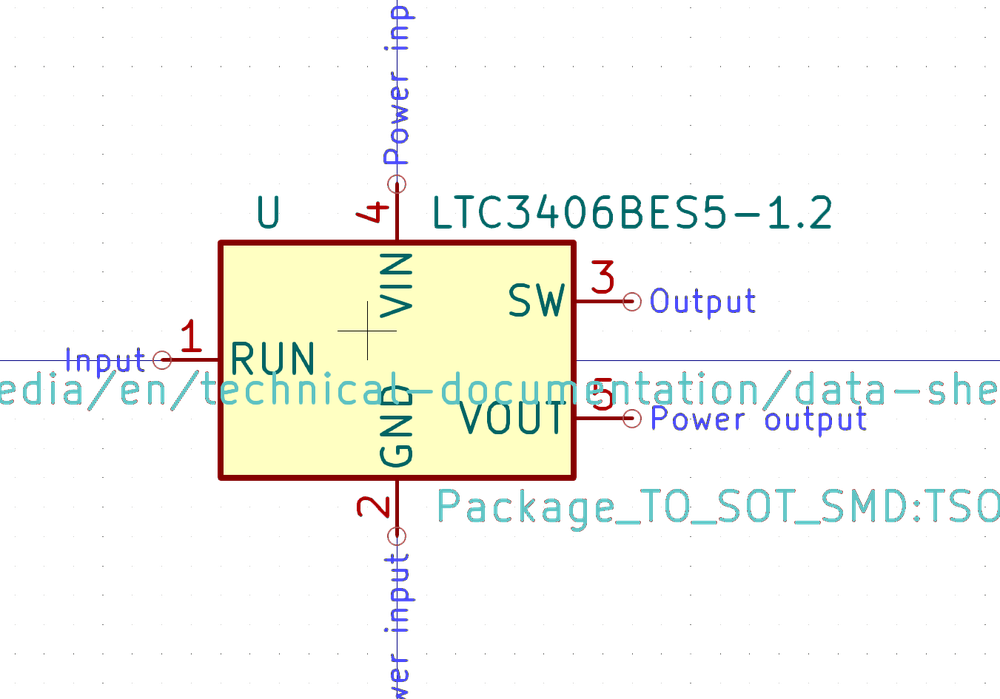 Power inp
U
4
LTC3406BES5-1.2
VIN
3
SW
Output
1
Input
RUN
edia/en/technical-documentation/data-she
5
GND
VOUT
Power output
2
Package_TO_SOT_SMD:TSO
wer input